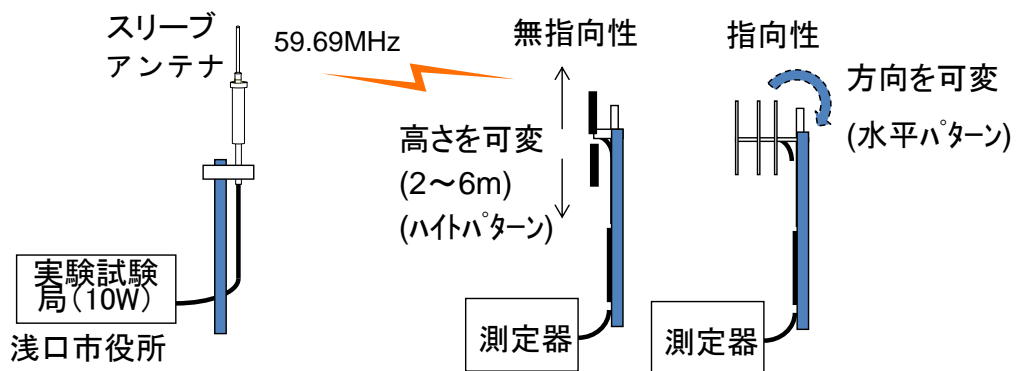 スリーブ
アンテナ
59.69MHz
無指向性
指向性
方向を可変
(水平パターン)
高さを可変
(2～6m)
(ハイトパターン)
実験試験
局(10W)
浅口市役所
測定器
測定器